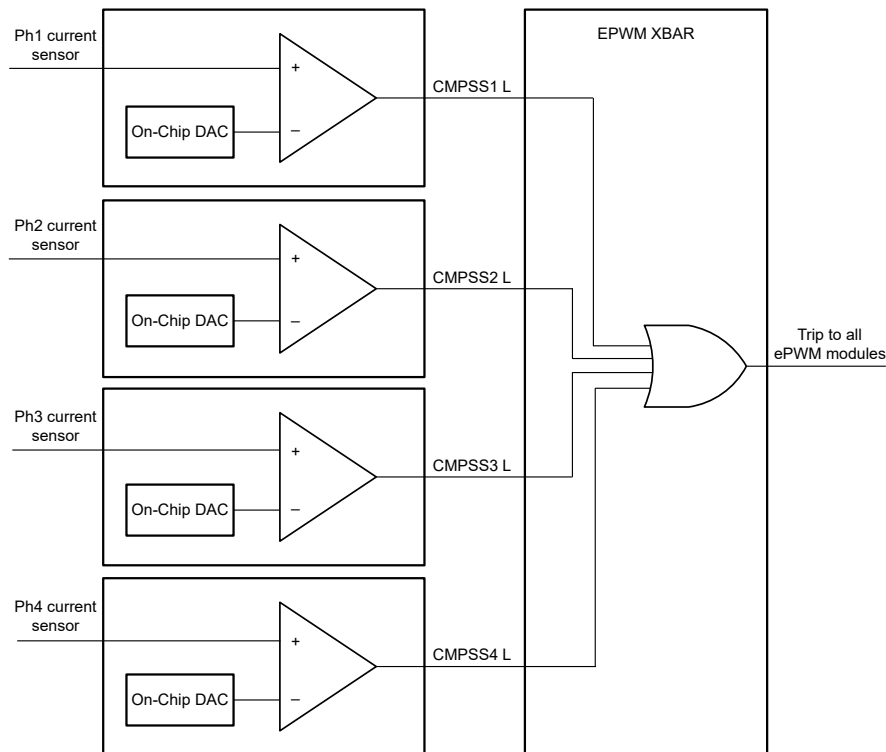 Ph1 current
sensor
+
On-Chip DAC
–
CMPSS1 L
EPWM XBAR
Ph2 current
sensor
+
On-Chip DAC
–
CMPSS2 L
Trip to all
ePWM modules
Ph3 current
sensor
+
On-Chip DAC
–
CMPSS3 L
Ph4 current
sensor
+
On-Chip DAC
–
CMPSS4 L